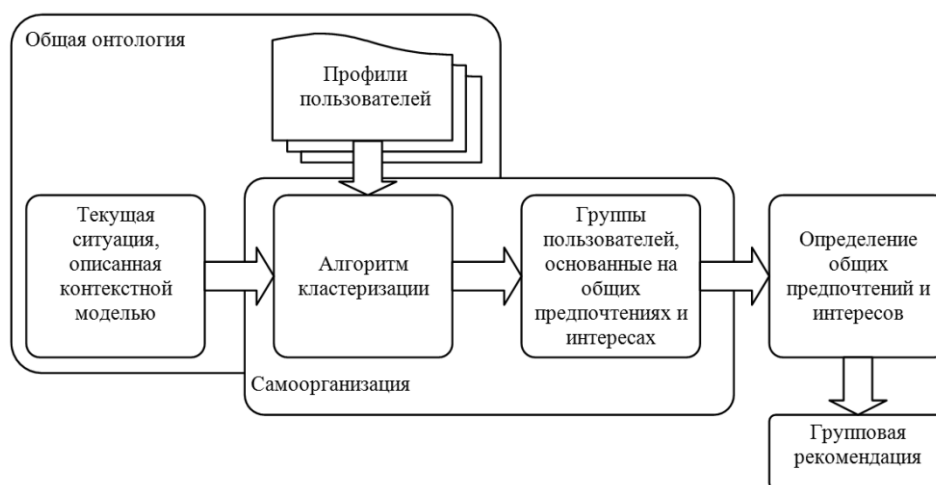 Общая онтология
Профили
пользователей
Текущая
ситуация,
описанная
контекстной
моделью
Алгоритм
кластеризации
Группы
пользователей,
основанные на
общих
предпочтениях и
интересах
Определение
общих
предпочтений и
интересов
Самоорганизация
Групповая
рекомендация